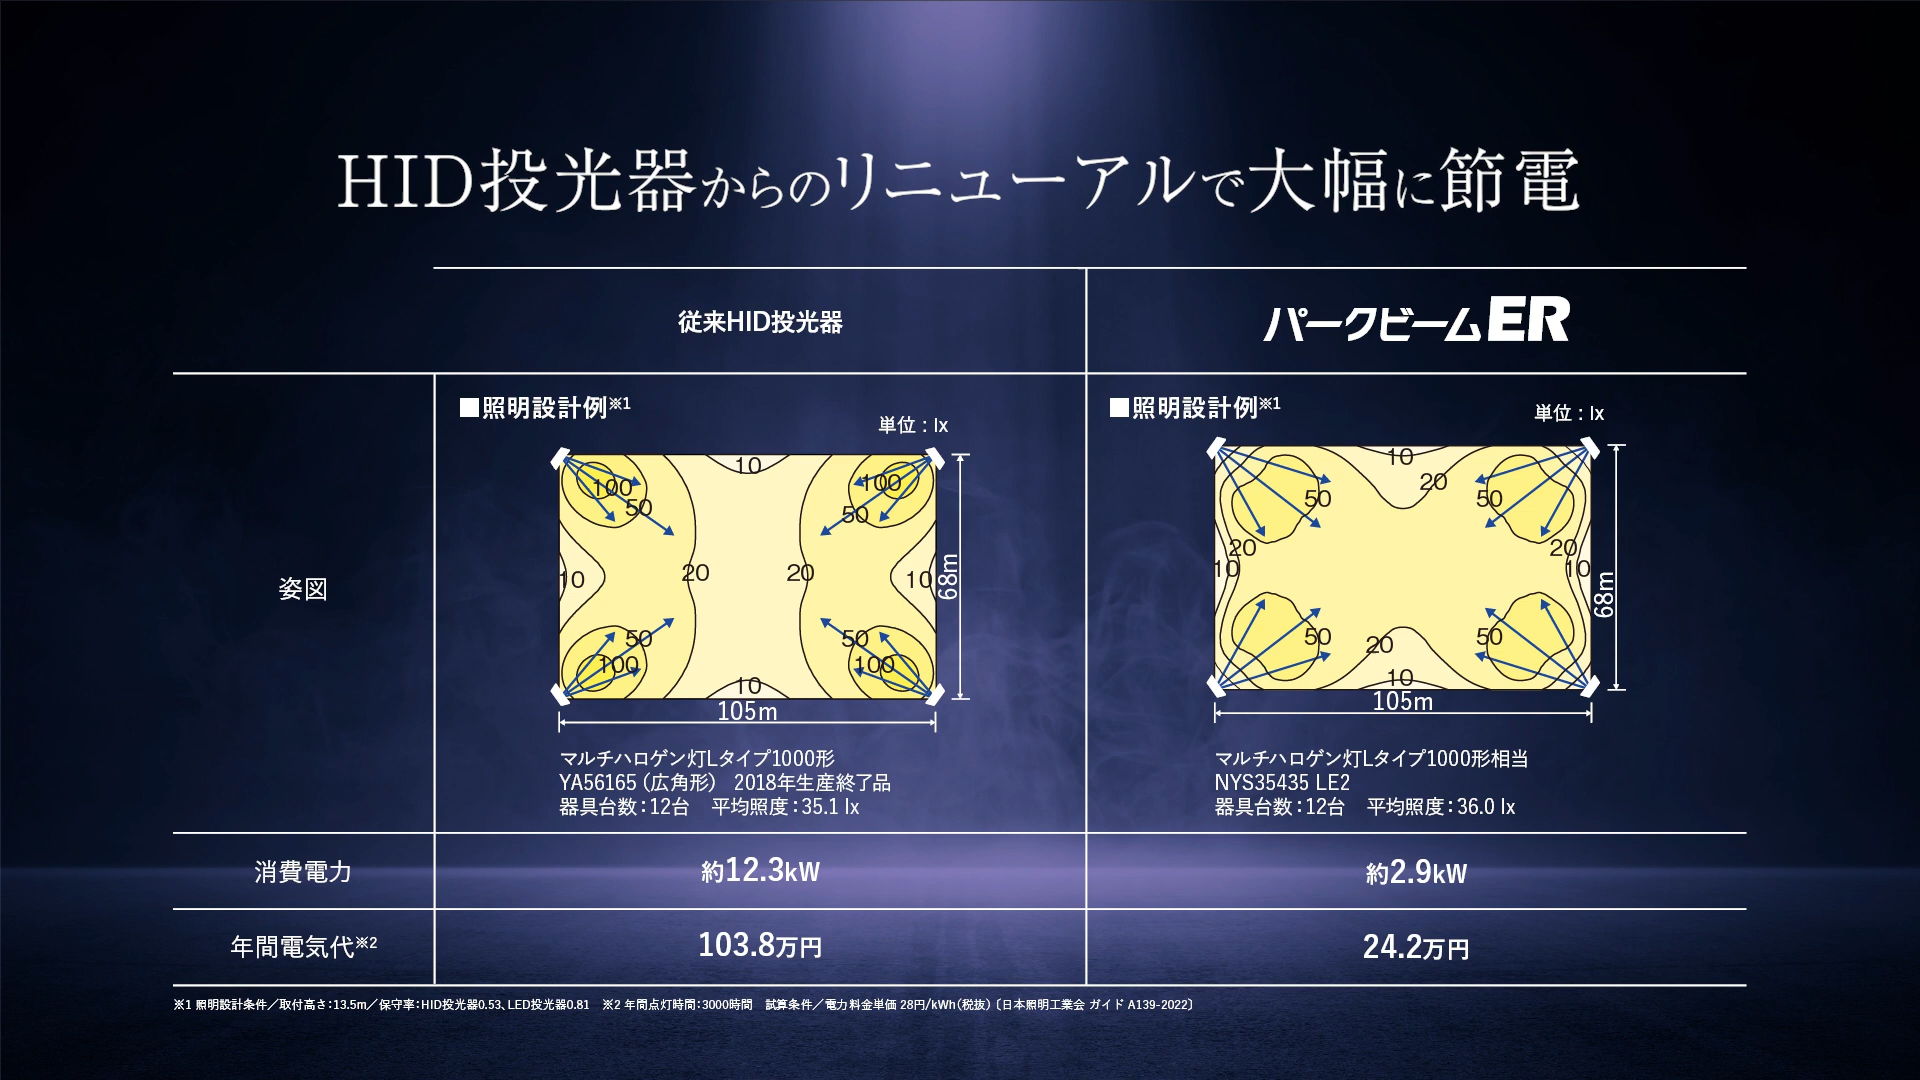 HID投光器からのリニューアルで大幅に節電
従来HID投光器
パークビームER
姿図
■照明設計例※1
単位：lx
10
100
100
50
50
10
20
20
10
50
50
100
100
10
68m
105m
マルチハロゲン灯Lタイプ1000形
YA56165（広角形） 2018年生産終了品
器具台数：12台 平均照度：35.1 lx
■照明設計例※1
単位：lx
10
20
50
50
20
20
10
10
50
20
50
10
68m
105m
マルチハロゲン灯Lタイプ1000形相当
NYS35435 LE2
器具台数：12台 平均照度：36.0 lx
消費電力
約12.3kW
約2.9kW
年間電気代※2
103.8万円
24.2万円
※1 照明設計条件／取付高さ：13.5m／保守率：HID投光器0.53、LED投光器0.81 ※2 年間点灯時間：3000時間 試算条件／電力料金単価 28円/kWh（税抜）〔日本照明工業会 ガイド A139-2022〕